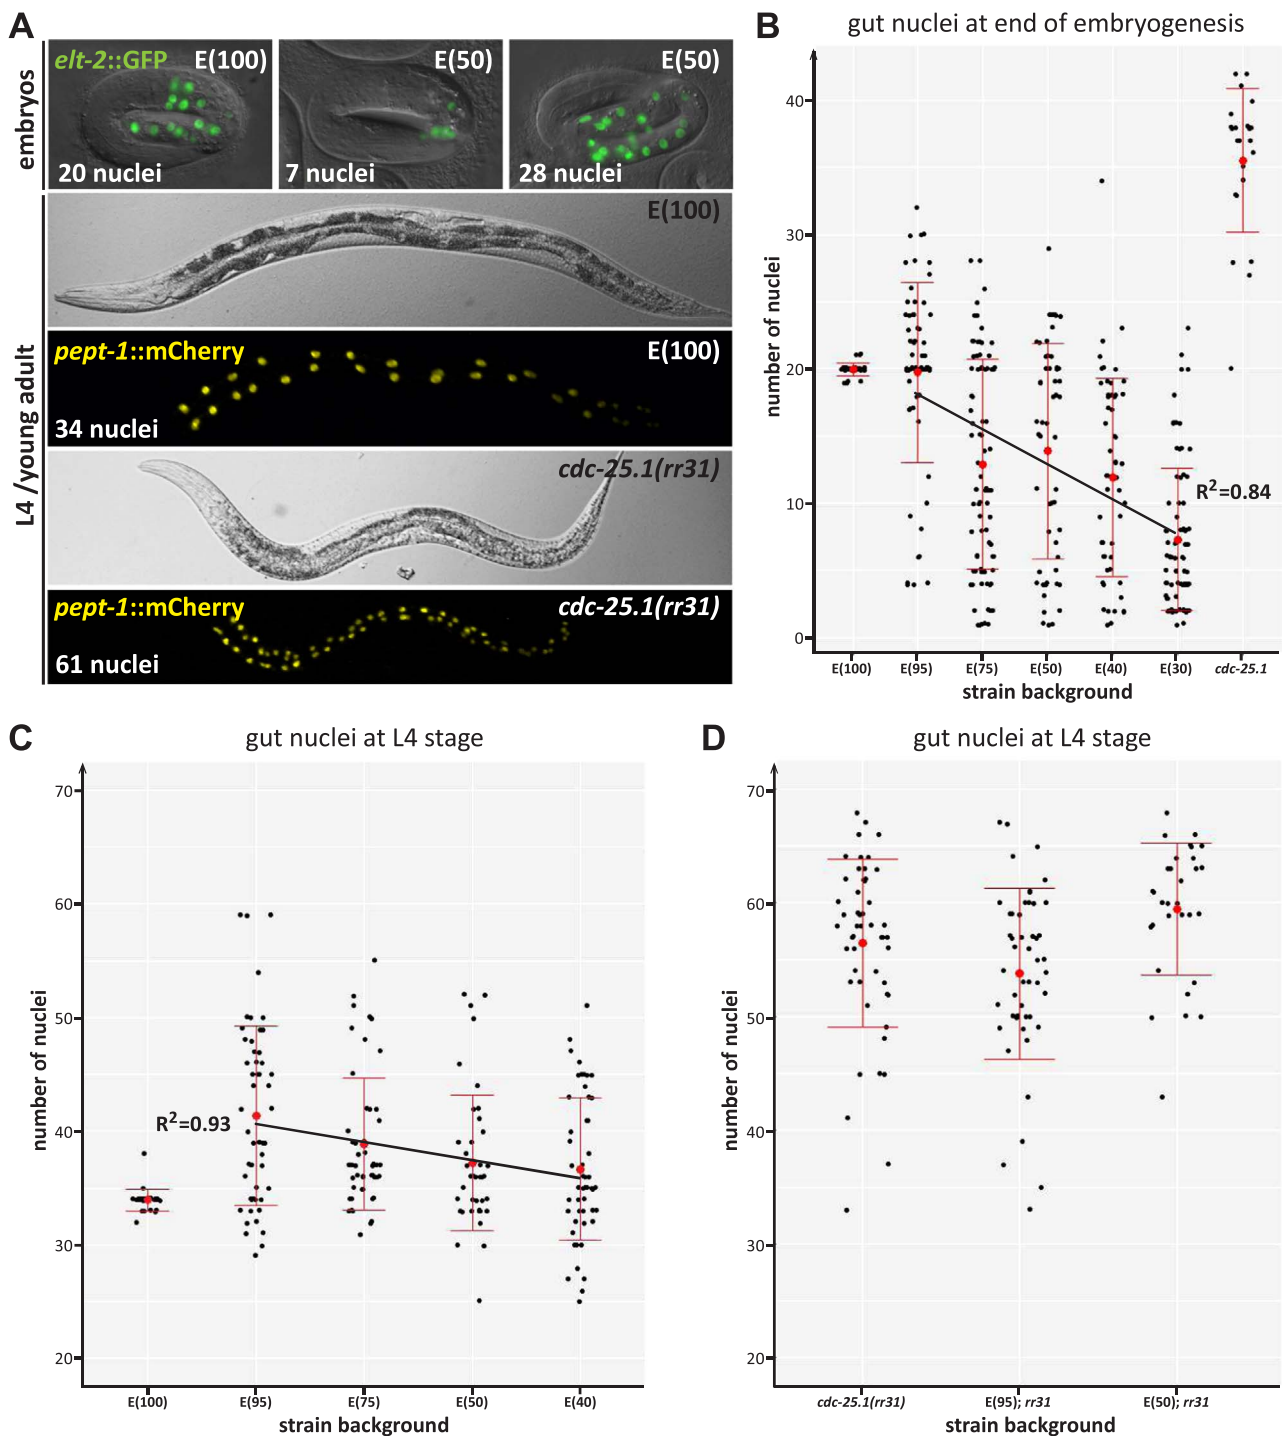 A
embryos
elt-2::GFP E(100)
20 nuclei
E(50)
7 nuclei
E(50)
28 nuclei
L4 /young adult
E(100)
pept-1::mCherry E(100)
34 nuclei
cdc-25.1(rr31)
pept-1::mCherry cdc-25.1(rr31)
61 nuclei
B
gut nuclei at end of embryogenesis
number of nuclei
40
30
20
10
0
R²=0.84
E(100) E(95) E(75) E(50) E(40) E(30) cdc-25.1
strain background
C
gut nuclei at L4 stage
number of nuclei
70
60
50
40
30
20
R²=0.93
E(100) E(95) E(75) E(50) E(40)
strain background
D
gut nuclei at L4 stage
number of nuclei
70
60
50
40
30
20
cdc-25.1(rr31) E(95); rr31 E(50); rr31
strain background